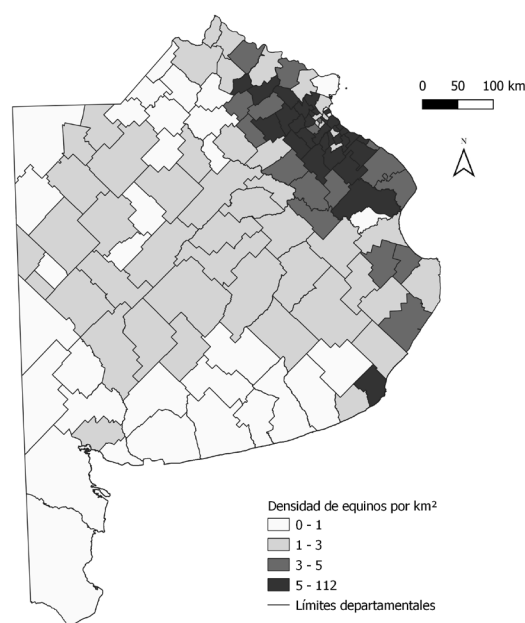 0 50 100 km
N
Densidad de equinos por km²
0 - 1
1 - 3
3 - 5
5 - 112
Límites departamentales